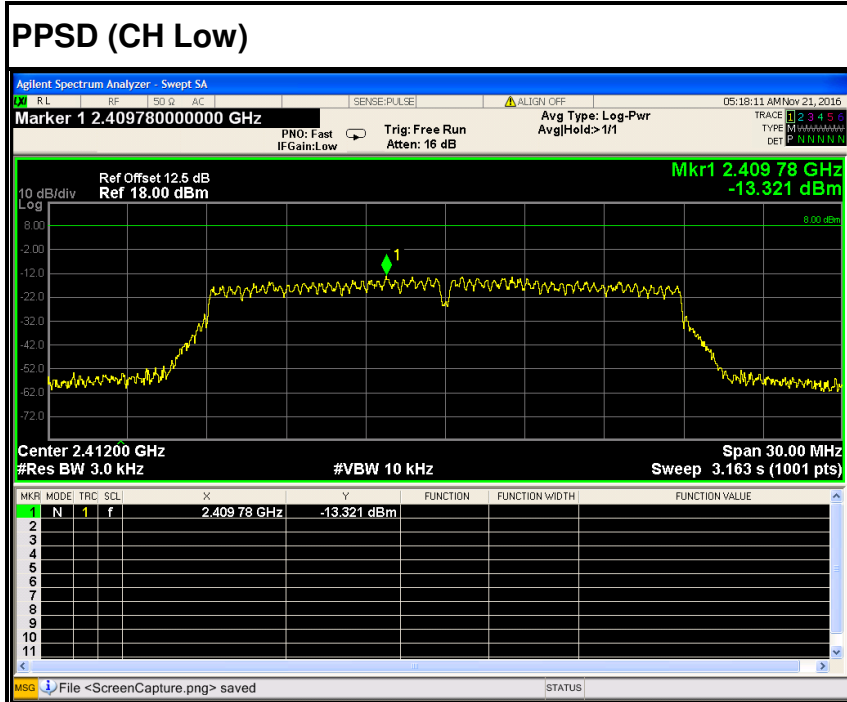 PPSD (CH Low)
Agilent Spectrum Analyzer - Swept SA
LXI RL RF 50 Ω AC SENSE:PULSE ALIGN OFF 05:18:11 AM Nov 21, 2016
Marker 1 2.409780000000 GHz
PNO: Fast
IFGain:Low
Trig: Free Run
Atten: 16 dB
Avg Type: Log-Pwr
Avg|Hold:>1/1
TRACE 1 2 3 4 5 6
TYPE M
DET P N N N N N
Ref Offset 12.5 dB
10 dB/div Ref 18.00 dBm
Log
Mkr1 2.409 78 GHz
-13.321 dBm
8.00 dBm
8.00
-2.00
-12.0
-22.0
-32.0
-42.0
-52.0
-62.0
-72.0
1
Center 2.41200 GHz Span 30.00 MHz
#Res BW 3.0 kHz #VBW 10 kHz Sweep 3.163 s (1001 pts)
MKR MODE TRC SCL X Y FUNCTION FUNCTION WIDTH FUNCTION VALUE
1 N 1 f 2.409 78 GHz -13.321 dBm
2
3
4
5
6
7
8
9
10
11
MSG File <ScreenCapture.png> saved STATUS